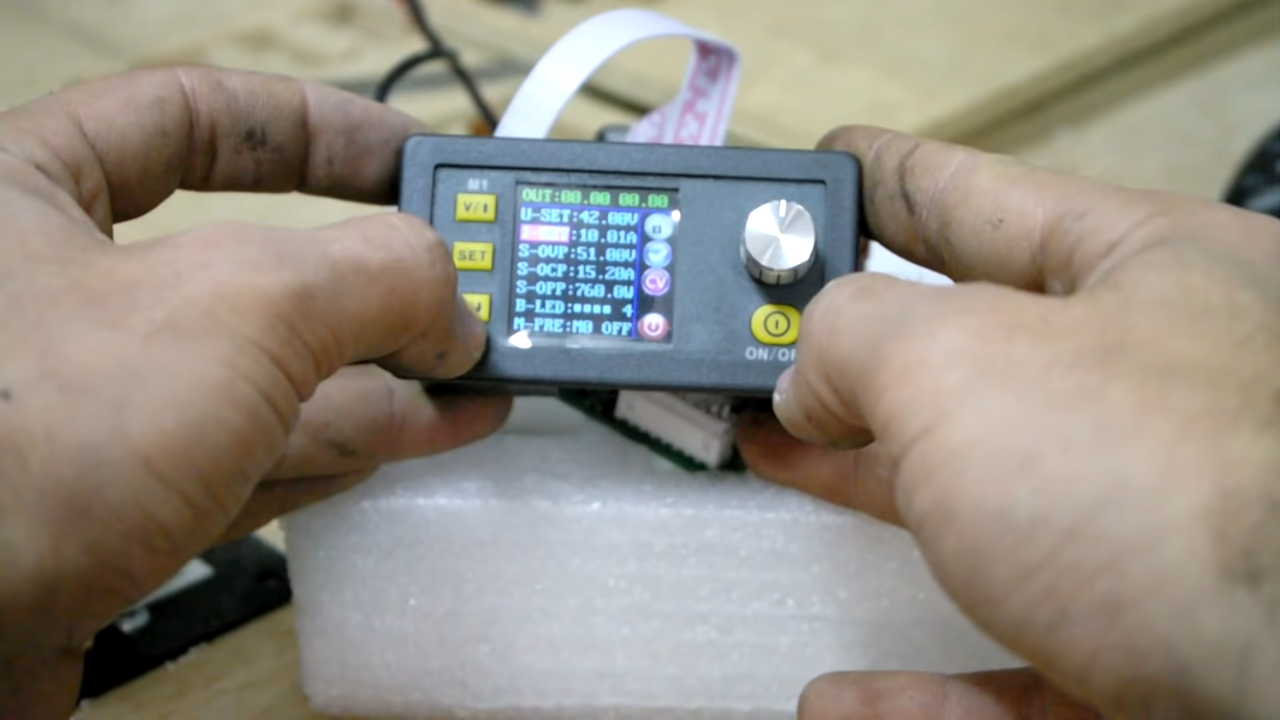 M1
V/⬍
SET
OUT:00.00 00.00
U-SET:42.00V
I-SET:10.01A
S-OVP:51.00V
S-OCP:15.20A
S-OPP:760.0W
B-LED:■■■■ 4
M-PRE:M0 OFF
CV
ON/OF